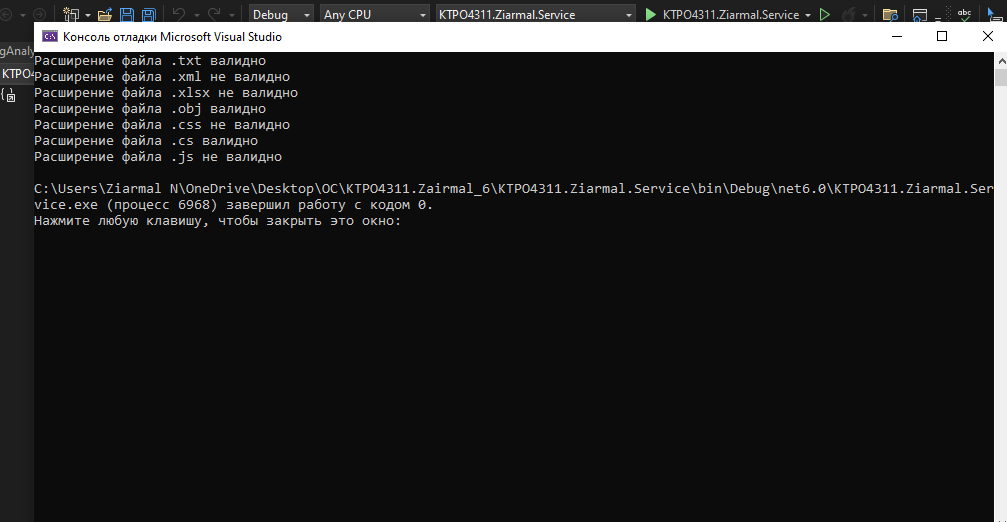 Debug
Any CPU
KTPO4311.Ziarmal.Service
KTPO4311.Ziarmal.Service
abc
C:\
Консоль отладки Microsoft Visual Studio
gAnaly
KTPO4
Расширение файла .txt валидно
Расширение файла .xml не валидно
Расширение файла .xlsx не валидно
Расширение файла .obj валидно
Расширение файла .css не валидно
Расширение файла .cs валидно
Расширение файла .js не валидно
C:\Users\Ziarmal N\OneDrive\Desktop\OC\KTPO4311.Zairmal_6\KTPO4311.Ziarmal.Service\bin\Debug\net6.0\KTPO4311.Ziarmal.Ser
vice.exe (процесс 6968) завершил работу с кодом 0.
Нажмите любую клавишу, чтобы закрыть это окно: